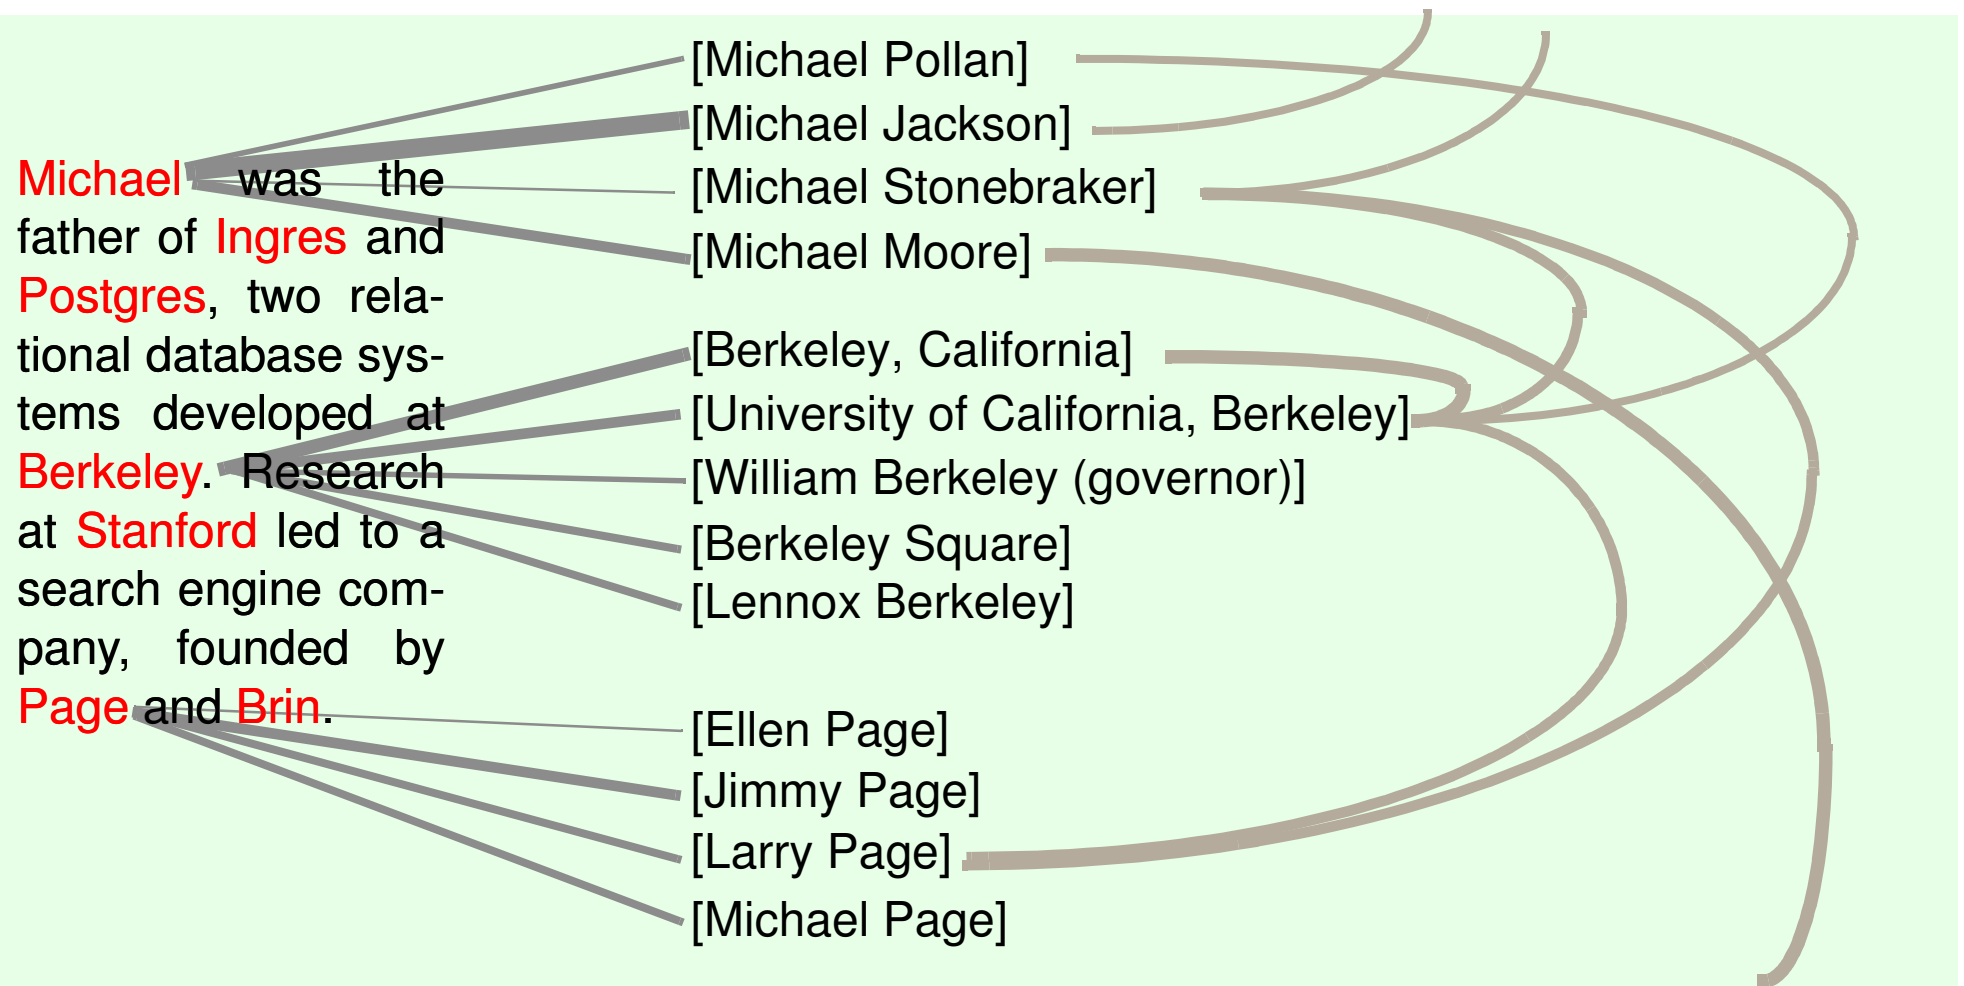 Michael was the
father of Ingres and
Postgres, two rela-
tional database sys-
tems developed at
Berkeley. Research
at Stanford led to a
search engine com-
pany, founded by
Page and Brin.
[Michael Pollan]
[Michael Jackson]
[Michael Stonebraker]
[Michael Moore]
[Berkeley, California]
[University of California, Berkeley]
[William Berkeley (governor)]
[Berkeley Square]
[Lennox Berkeley]
[Ellen Page]
[Jimmy Page]
[Larry Page]
[Michael Page]